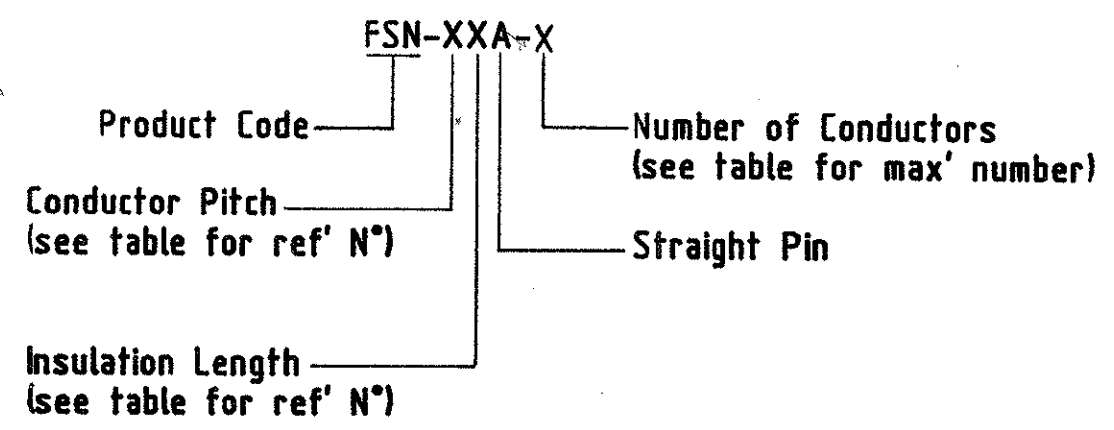 FSN-XXA-X
Product Code
Number of Conductors
(see table for max' number)
Conductor Pitch
(see table for ref' N°)
Straight Pin
Insulation Length
(see table for ref' N°)